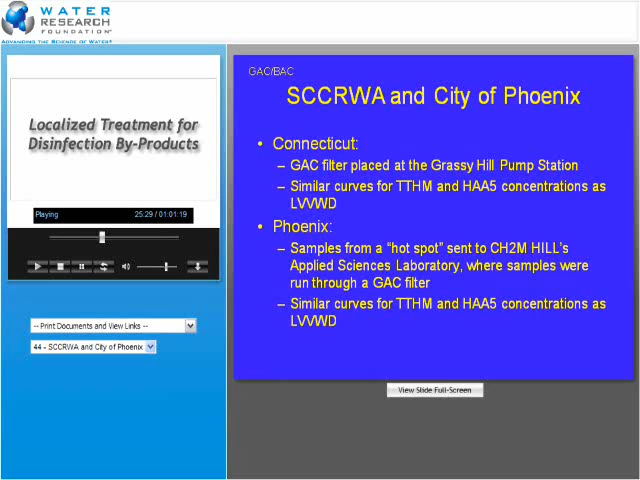 WATER
RESEARCH
FOUNDATION
ADVANCING THE SCIENCE OF WATER®
Localized Treatment for
Disinfection By-Products
Playing 25:29 / 01:01:19
-- Print Documents and View Links --
44 - SCCRWA and City of Phoenix
GAC/BAC
SCCRWA and City of Phoenix
• Connecticut:
– GAC filter placed at the Grassy Hill Pump Station
– Similar curves for TTHM and HAA5 concentrations as
LVVWD
• Phoenix:
– Samples from a “hot spot” sent to CH2M HILL’s
Applied Sciences Laboratory, where samples were
run through a GAC filter
– Similar curves for TTHM and HAA5 concentrations as
LVVWD
View Slide Full-Screen